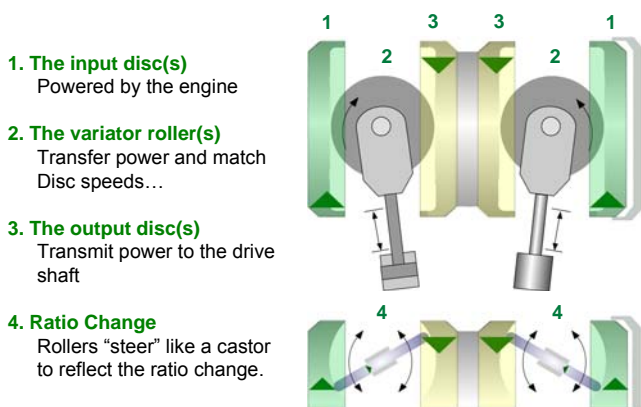 1 3 3 1
2 2
1. The input disc(s)
Powered by the engine
2. The variator roller(s)
Transfer power and match
Disc speeds…
3. The output disc(s)
Transmit power to the drive
shaft
4. Ratio Change
Rollers “steer” like a castor
to reflect the ratio change.
4 4